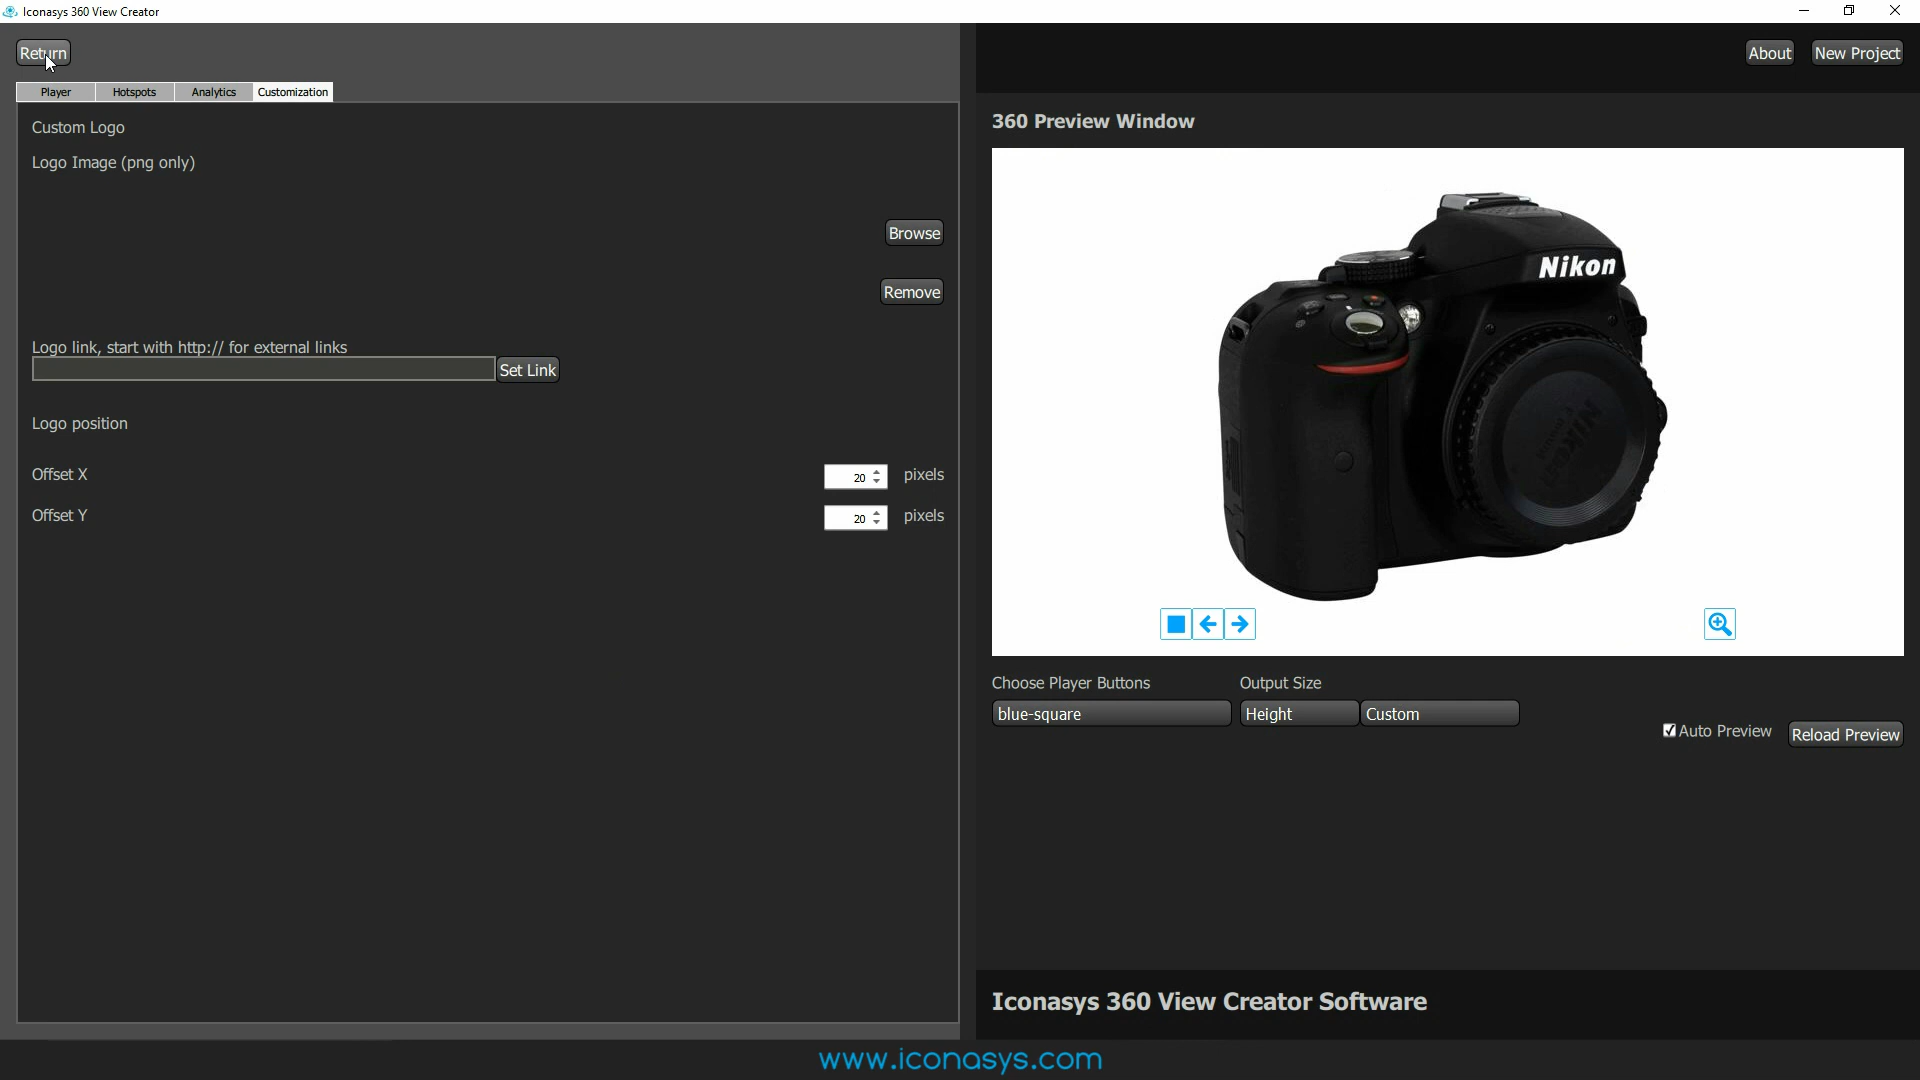 Iconasys 360 View Creator
Return
About
New Project
Player
Hotspots
Analytics
Customization
Custom Logo
Logo Image (png only)
Browse
Remove
Logo link, start with http:// for external links
Set Link
Logo position
Offset X
20
pixels
Offset Y
20
pixels
360 Preview Window
Nikon
Choose Player Buttons
Output Size
blue-square
Height
Custom
Auto Preview
Reload Preview
Iconasys 360 View Creator Software
www.iconasys.com